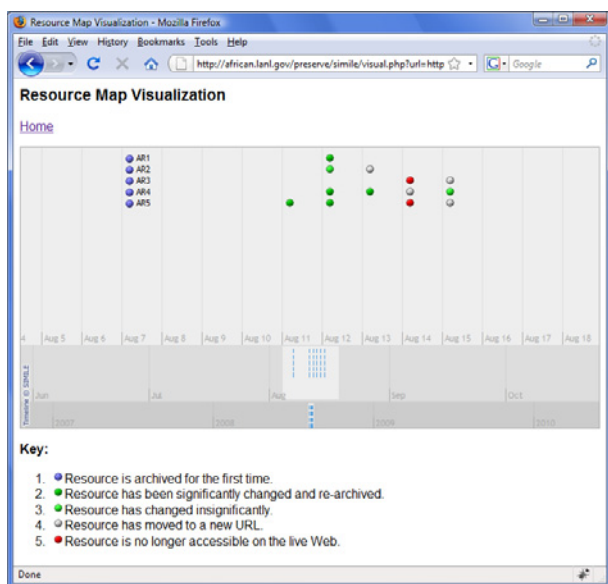 Resource Map Visualization - Mozilla Firefox
File Edit View History Bookmarks Tools Help
http://african.lanl.gov/preserve/simile/visual.php?url=http
Google
Resource Map Visualization
Home
AR1
AR2
AR3
AR4
AR5
4 Aug 5 Aug 6 Aug 7 Aug 8 Aug 9 Aug 10 Aug 11 Aug 12 Aug 13 Aug 14 Aug 15 Aug 16 Aug 17 Aug 18
Timeline © SIMILE
Jun Jul Aug Sep Oct
2007 2008 2009 2010
Key:
1. Resource is archived for the first time.
2. Resource has been significantly changed and re-archived.
3. Resource has changed insignificantly.
4. Resource has moved to a new URL.
5. Resource is no longer accessible on the live Web.
Done